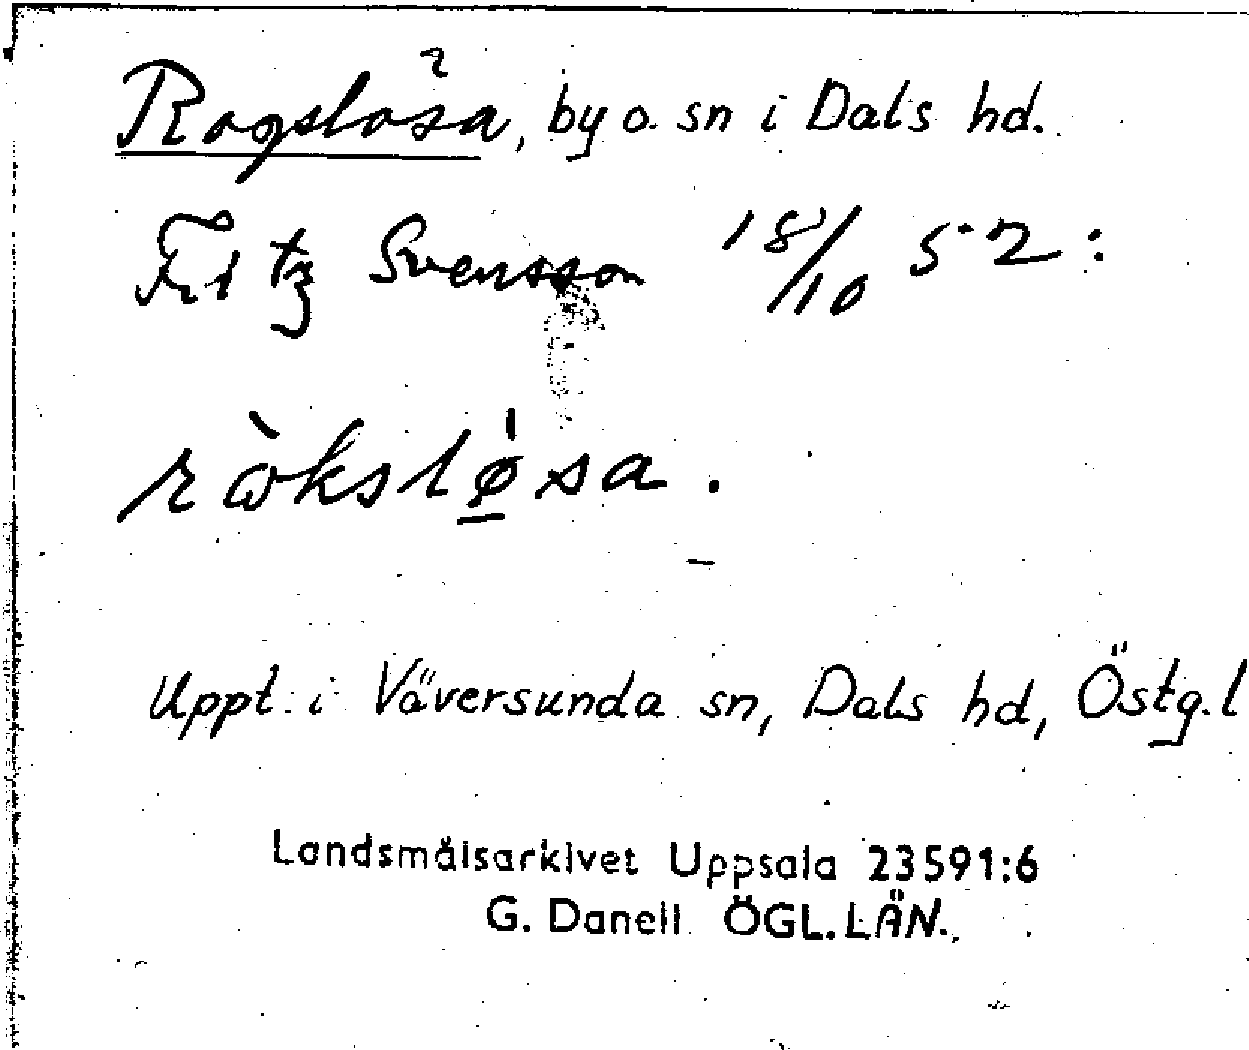 Rogslösa, by o. sn i Dals hd.
Fritz Svensson 18/10 52:
ròkslǿ̱sa.
Uppt. i Väversunda sn, Dals hd, Östg.l
Landsmålsarkivet Uppsala 23591:6
G. Danell ÖGL. LÄN.